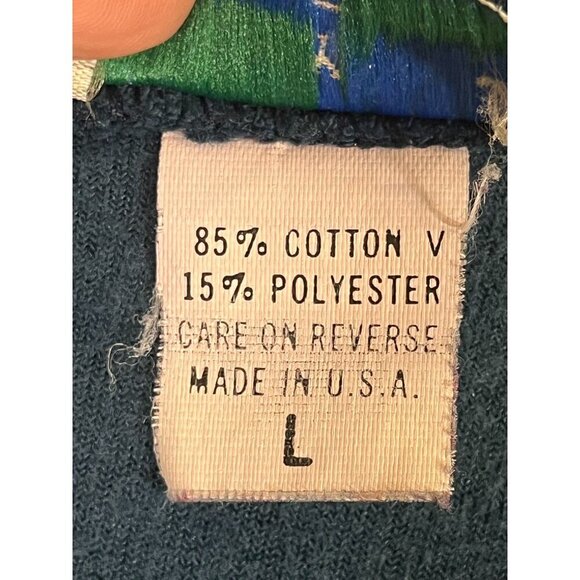 85% COTTON V
15% POLYESTER
CARE ON REVERSE
MADE IN U.S.A.
L